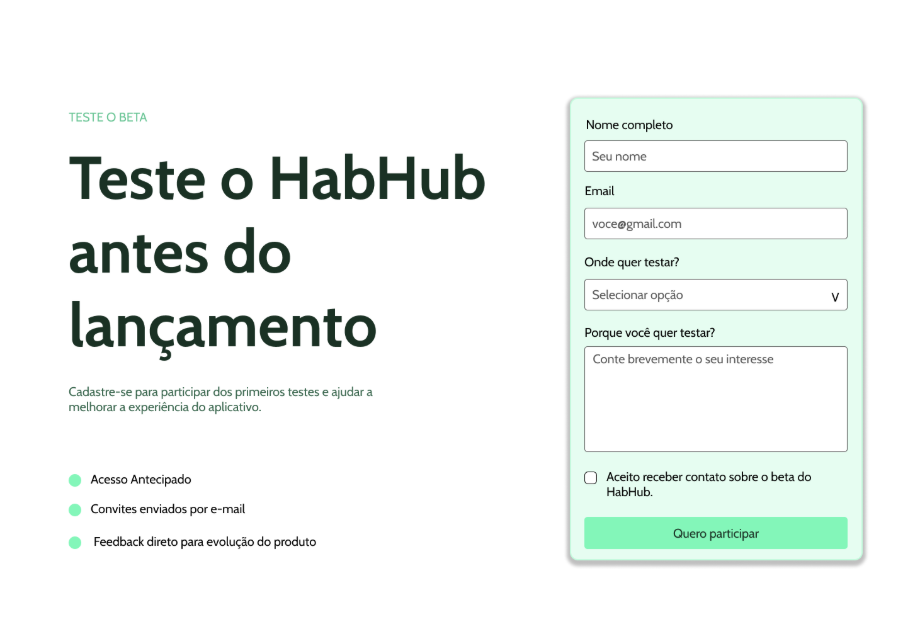 TESTE O BETA
Teste o HabHub
antes do
lançamento
Cadastre-se para participar dos primeiros testes e ajudar a
melhorar a experiência do aplicativo.
Acesso Antecipado
Convites enviados por e-mail
Feedback direto para evolução do produto
Nome completo
Seu nome
Email
voce@gmail.com
Onde quer testar?
Selecionar opção V
Porque você quer testar?
Conte brevemente o seu interesse
Aceito receber contato sobre o beta do
HabHub.
Quero participar